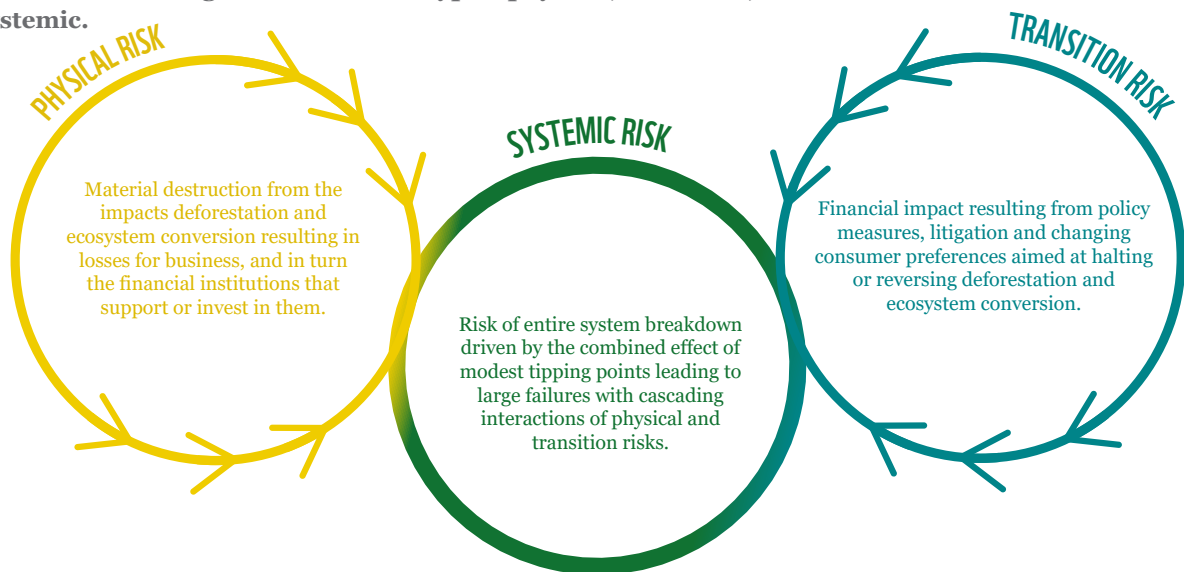 stemic.
PHYSICAL RISK
Material destruction from the
impacts deforestation and
ecosystem conversion resulting in
losses for business, and in turn
the financial institutions that
support or invest in them.
SYSTEMIC RISK
Risk of entire system breakdown
driven by the combined effect of
modest tipping points leading to
large failures with cascading
interactions of physical and
transition risks.
TRANSITION RISK
Financial impact resulting from policy
measures, litigation and changing
consumer preferences aimed at halting
or reversing deforestation and
ecosystem conversion.